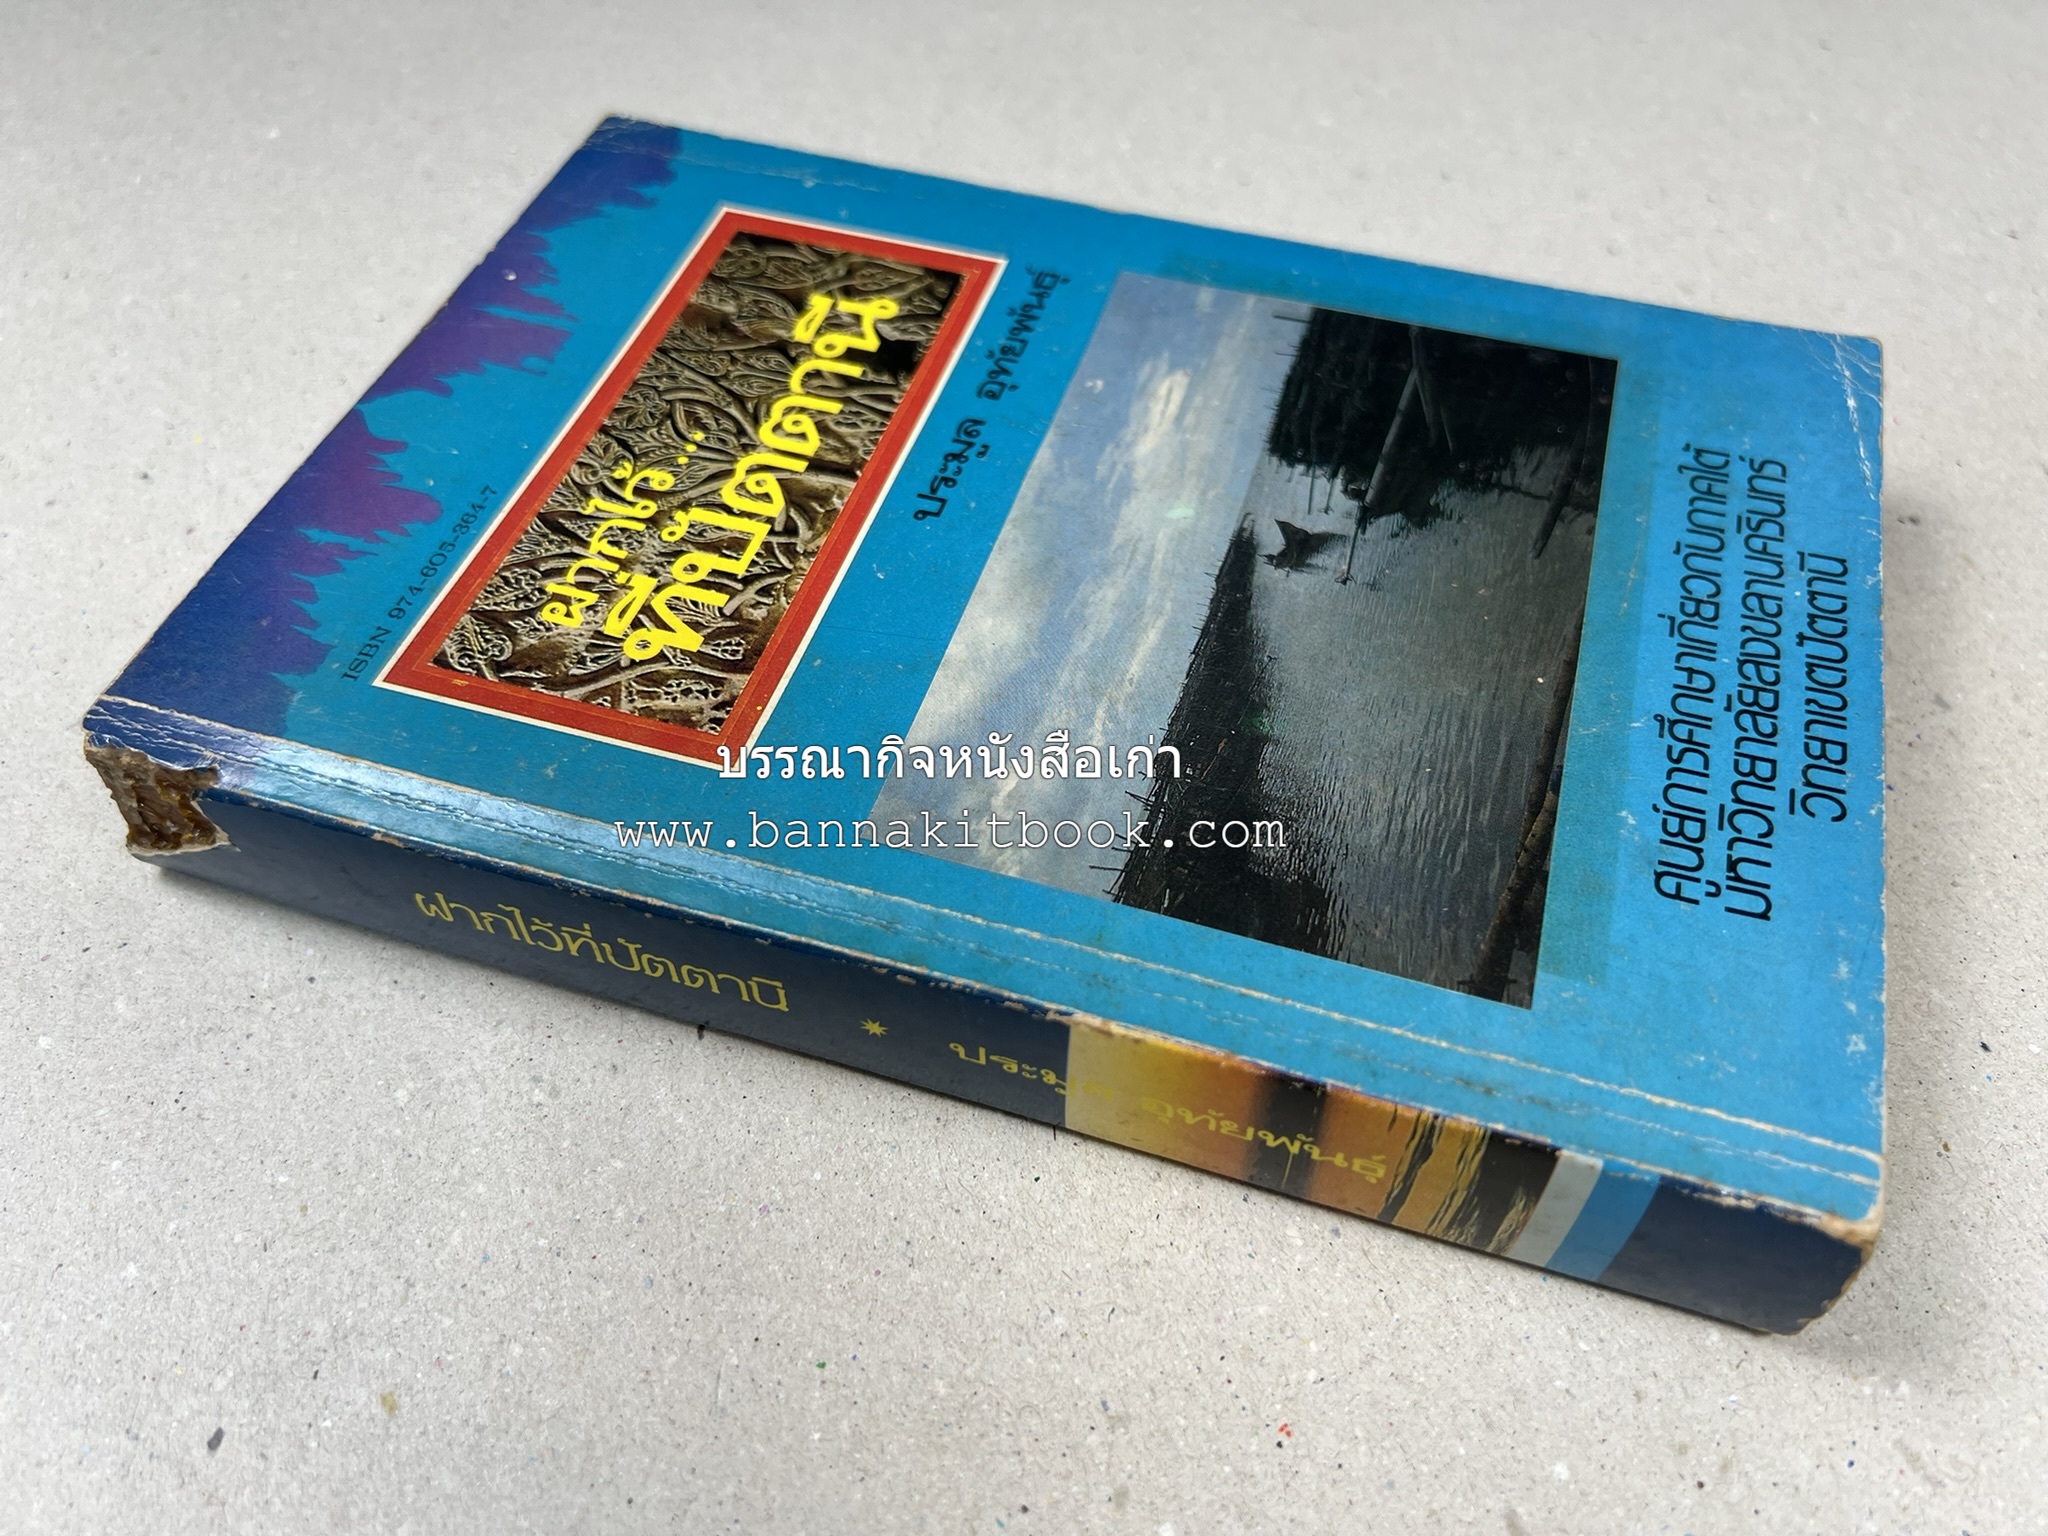 ISBN 974-605-364-7
ฝากไว้...
ที่ปัตตานี
ประมูล อุทัยพันธุ์
ศูนย์การศึกษาเกี่ยวกับภาคใต้
มหาวิทยาลัยสงขลานครินทร์
วิทยาเขตปัตตานี
บรรณากิจหนังสือเก่า
www.bannakitbook.com
ฝากไว้ที่ปัตตานี * ประมูล อุทัยพันธุ์